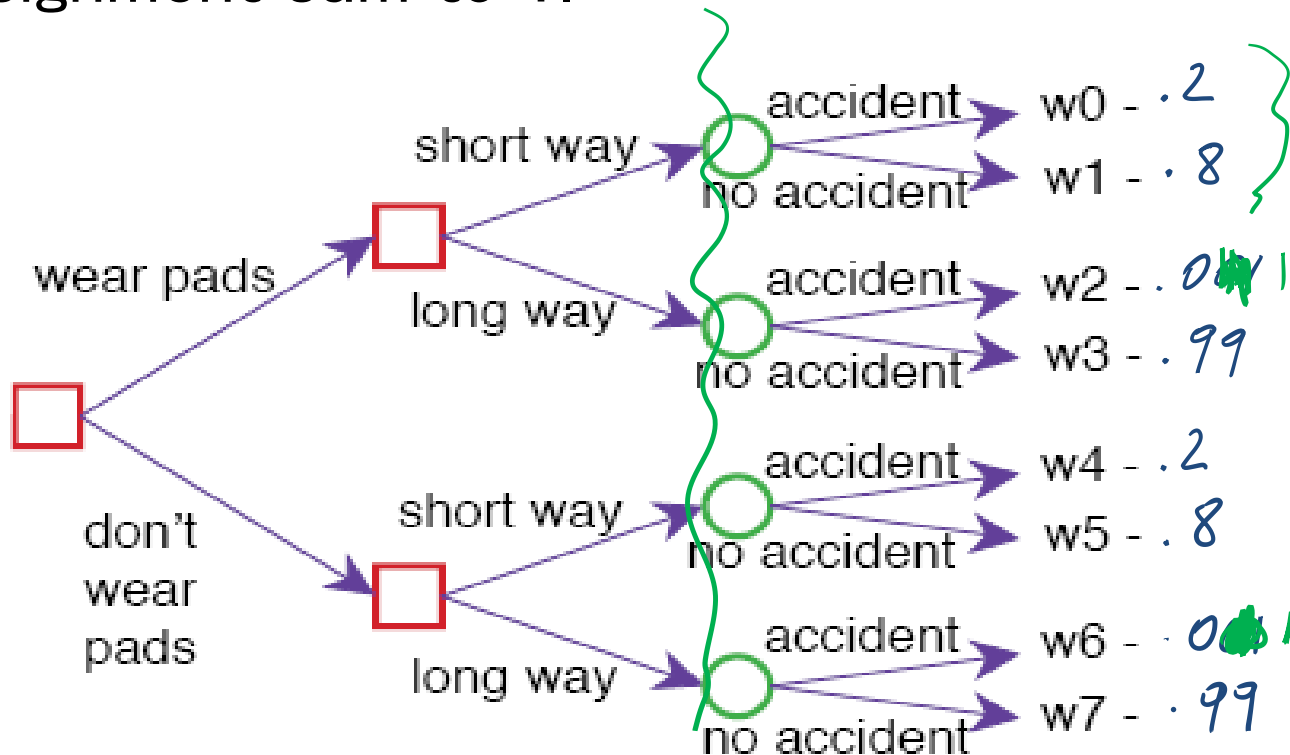 accident w0 - .2
short way
no accident w1 - .8
wear pads
accident w2 - .01
long way
no accident w3 - .99
accident w4 - .2
don't wear pads
short way
no accident w5 - .8
accident w6 - .01
long way
no accident w7 - .99